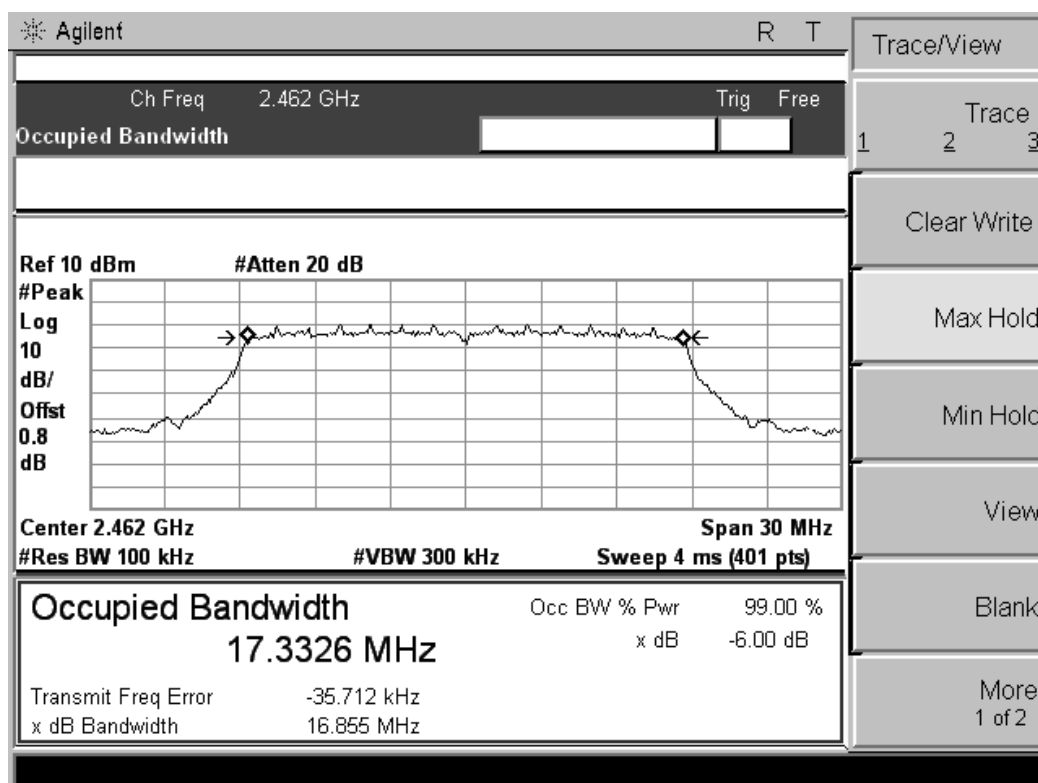 Agilent R T
Ch Freq 2.462 GHz Trig Free
Occupied Bandwidth
Ref 10 dBm #Atten 20 dB
#Peak
Log
10
dB/
Offst
0.8
dB
Center 2.462 GHz Span 30 MHz
#Res BW 100 kHz #VBW 300 kHz Sweep 4 ms (401 pts)
Occupied Bandwidth
17.3326 MHz
Occ BW % Pwr 99.00 %
x dB -6.00 dB
Transmit Freq Error -35.712 kHz
x dB Bandwidth 16.855 MHz
Trace/View
Trace
1 2 3
Clear Write
Max Hold
Min Hold
View
Blank
More
1 of 2